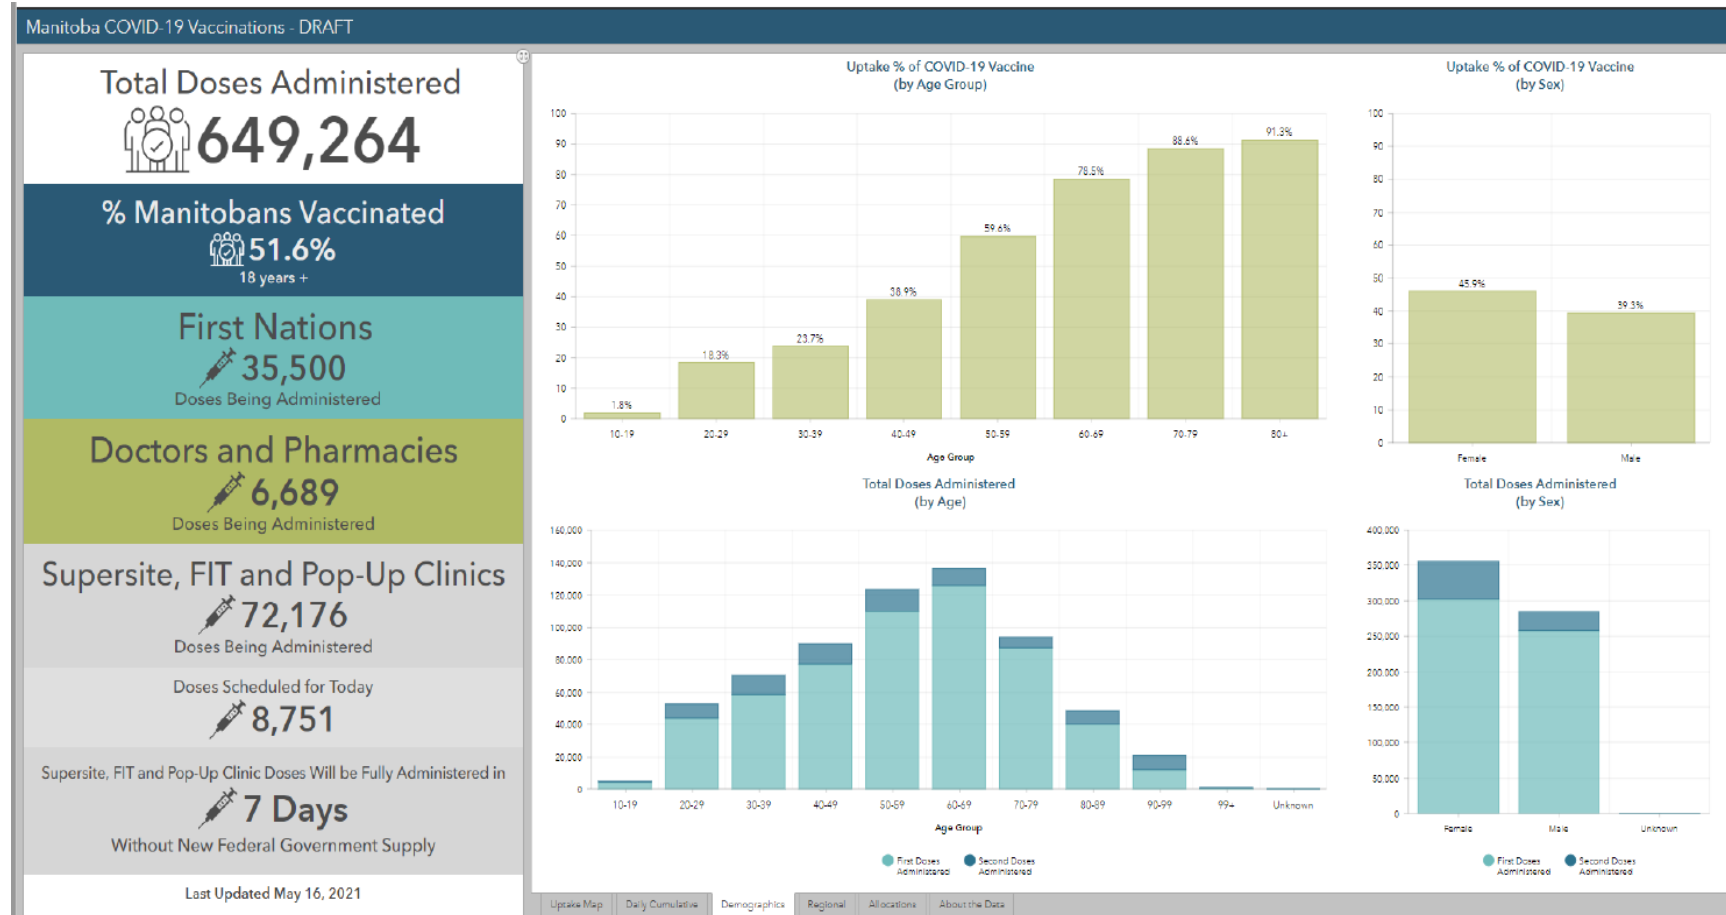 Manitoba COVID-19 Vaccinations - DRAFT
Total Doses Administered
649,264
% Manitobans Vaccinated
51.6%
18 years +
First Nations
35,500
Doses Being Administered
Doctors and Pharmacies
6,689
Doses Being Administered
Supersite, FIT and Pop-Up Clinics
72,176
Doses Being Administered
Doses Scheduled for Today
8,751
Supersite, FIT and Pop-Up Clinic Doses Will be Fully Administered in
7 Days
Without New Federal Government Supply
Last Updated May 16, 2021
Uptake % of COVID-19 Vaccine
(by Age Group)
100
90
80
70
60
50
40
30
20
10
0
1.8%
18.3%
23.7%
38.9%
59.6%
78.5%
88.6%
91.3%
10-19
20-29
30-39
40-49
50-59
60-69
70-79
80+
Age Group
Uptake % of COVID-19 Vaccine
(by Sex)
100
90
80
70
60
50
40
30
20
10
0
45.9%
39.3%
Female
Male
Total Doses Administered
(by Age)
160,000
140,000
120,000
100,000
80,000
60,000
40,000
20,000
0
10-19
20-29
30-39
40-49
50-59
60-69
70-79
80-89
90-99
99+
Unknown
Age Group
First Doses
Administered
Second Doses
Administered
Total Doses Administered
(by Sex)
400,000
350,000
300,000
250,000
200,000
150,000
100,000
50,000
0
Female
Male
Unknown
First Doses
Administered
Second Doses
Administered
Uptake Map
Daily Cumulative
Demographics
Regional
Allocations
About the Data